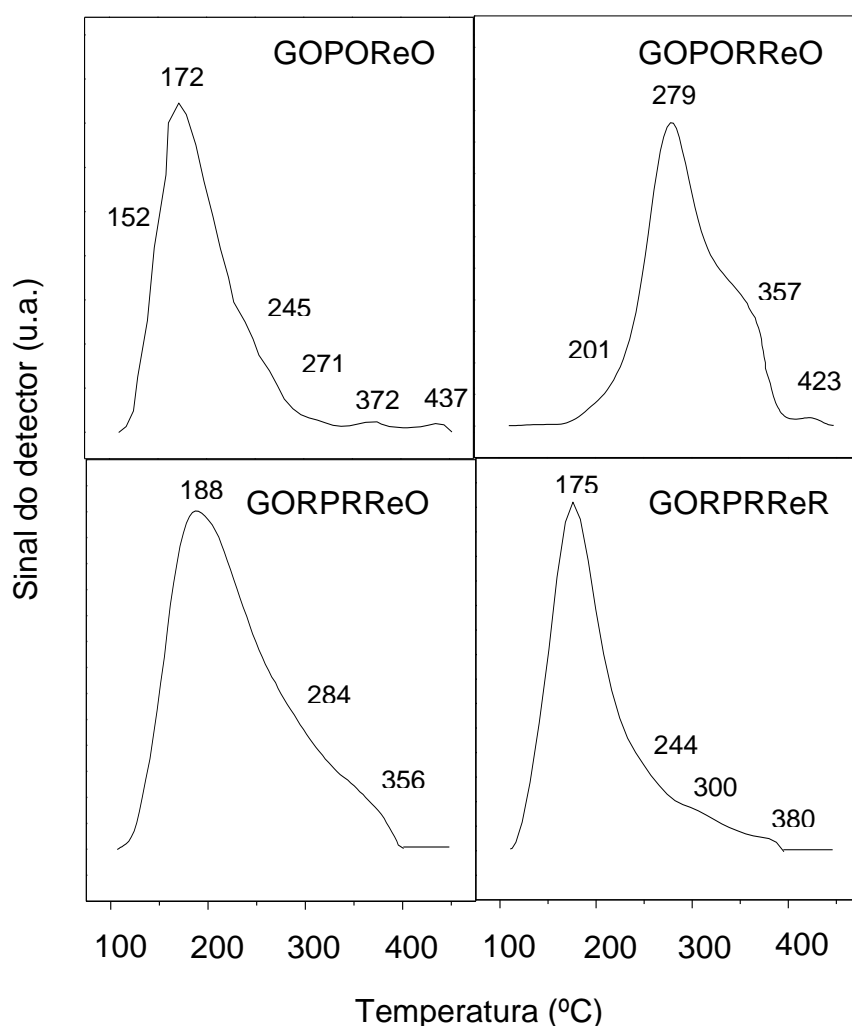 GOPOReO
172
152
245
271
372
437
GOPORReO
279
201
357
423
GORPRReO
188
284
356
GORPRReR
175
244
300
380
Sinal do detector (u.a.)
100 200 300 400
100 200 300 400
Temperatura (ºC)